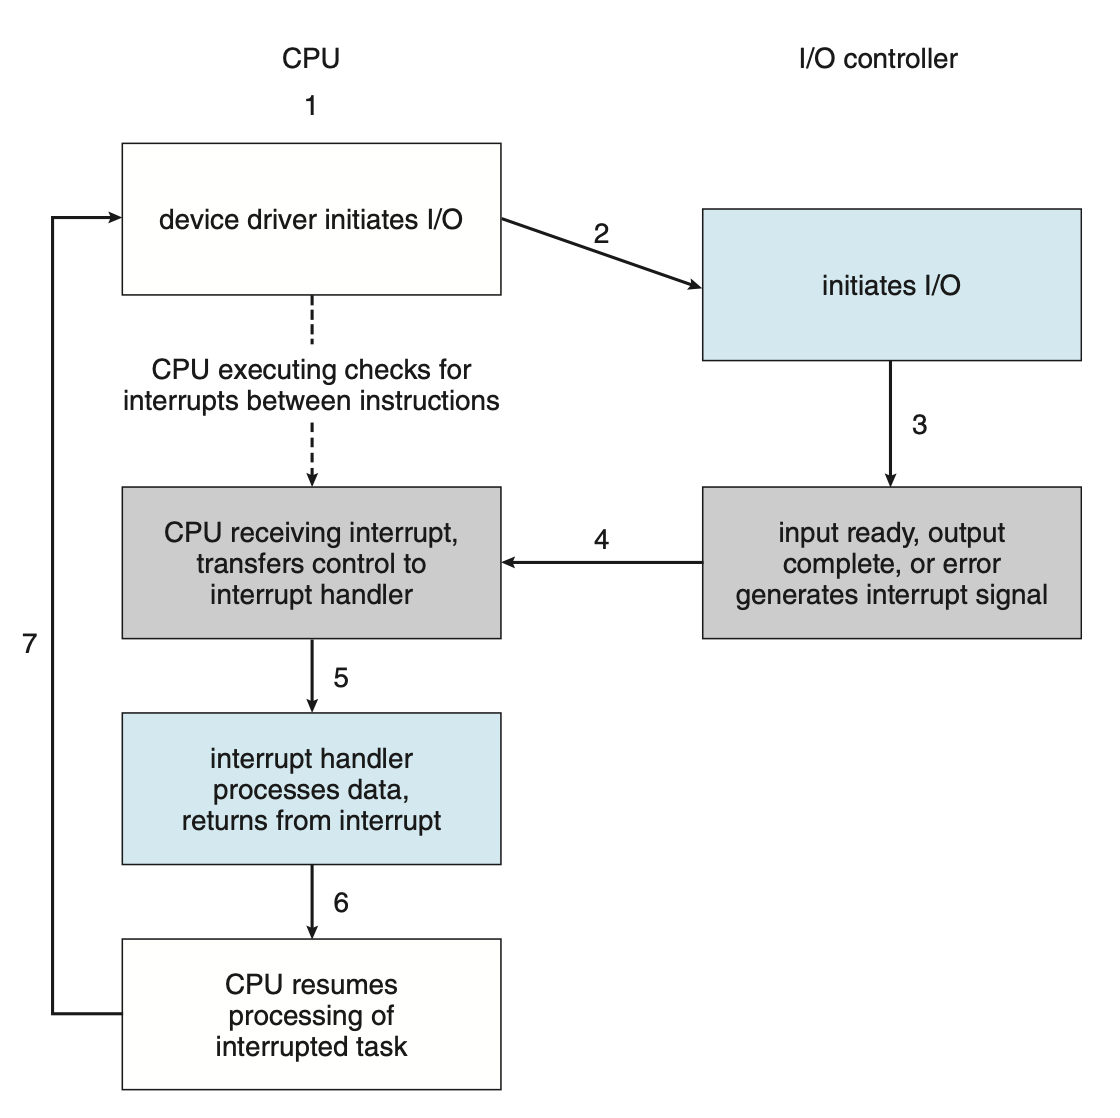 CPU
I/O controller
1
device driver initiates I/O
2
initiates I/O
CPU executing checks for
interrupts between instructions
3
CPU receiving interrupt,
transfers control to
interrupt handler
4
input ready, output
complete, or error
generates interrupt signal
7
5
interrupt handler
processes data,
returns from interrupt
6
CPU resumes
processing of
interrupted task